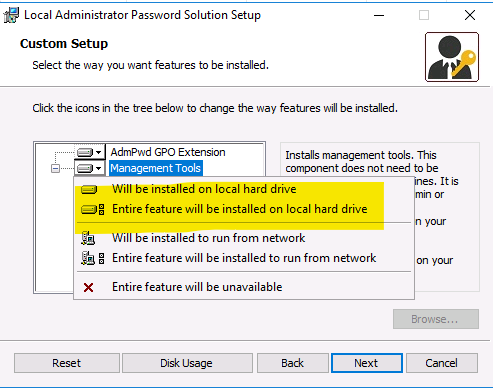 Local Administrator Password Solution Setup
Custom Setup
Select the way you want features to be installed.
Click the icons in the tree below to change the way features will be installed.
AdmPwd GPO Extension
Management Tools
Installs management tools. This
component does not need to be
ines. It is
min or
Will be installed on local hard drive
Entire feature will be installed on local hard drive
Will be installed to run from network
Entire feature will be installed to run from network
Entire feature will be unavailable
n your
on your
Browse...
Reset
Disk Usage
Back
Next
Cancel